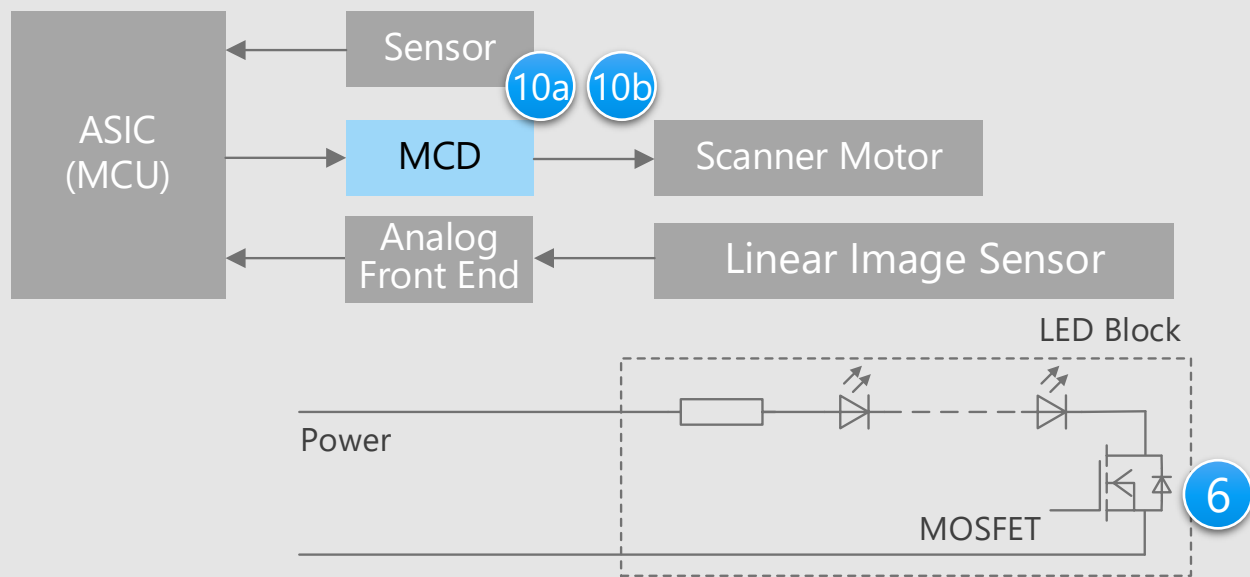 Sensor
10a
10b
ASIC
(MCU)
MCD
Scanner Motor
Analog
Front End
Linear Image Sensor
LED Block
Power
MOSFET
6